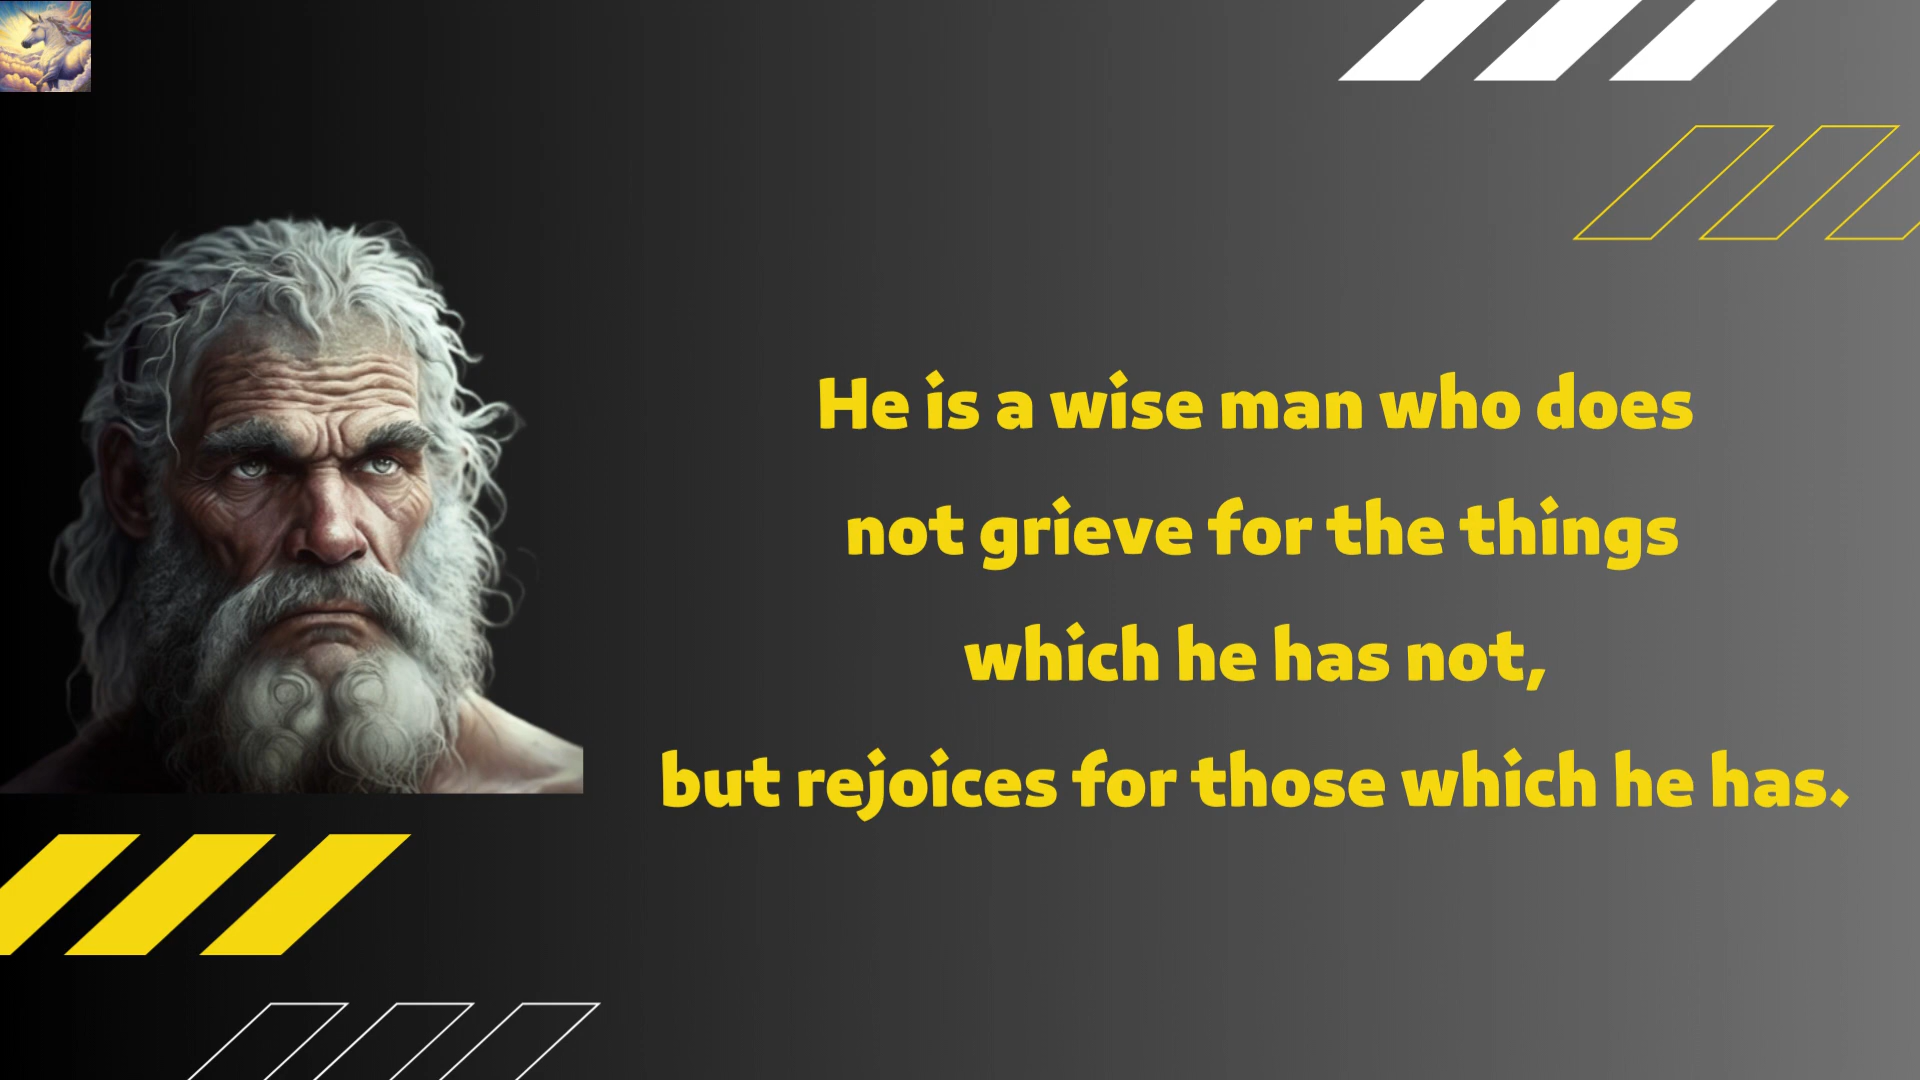 He is a wise man who does
not grieve for the things
which he has not,
but rejoices for those which he has.